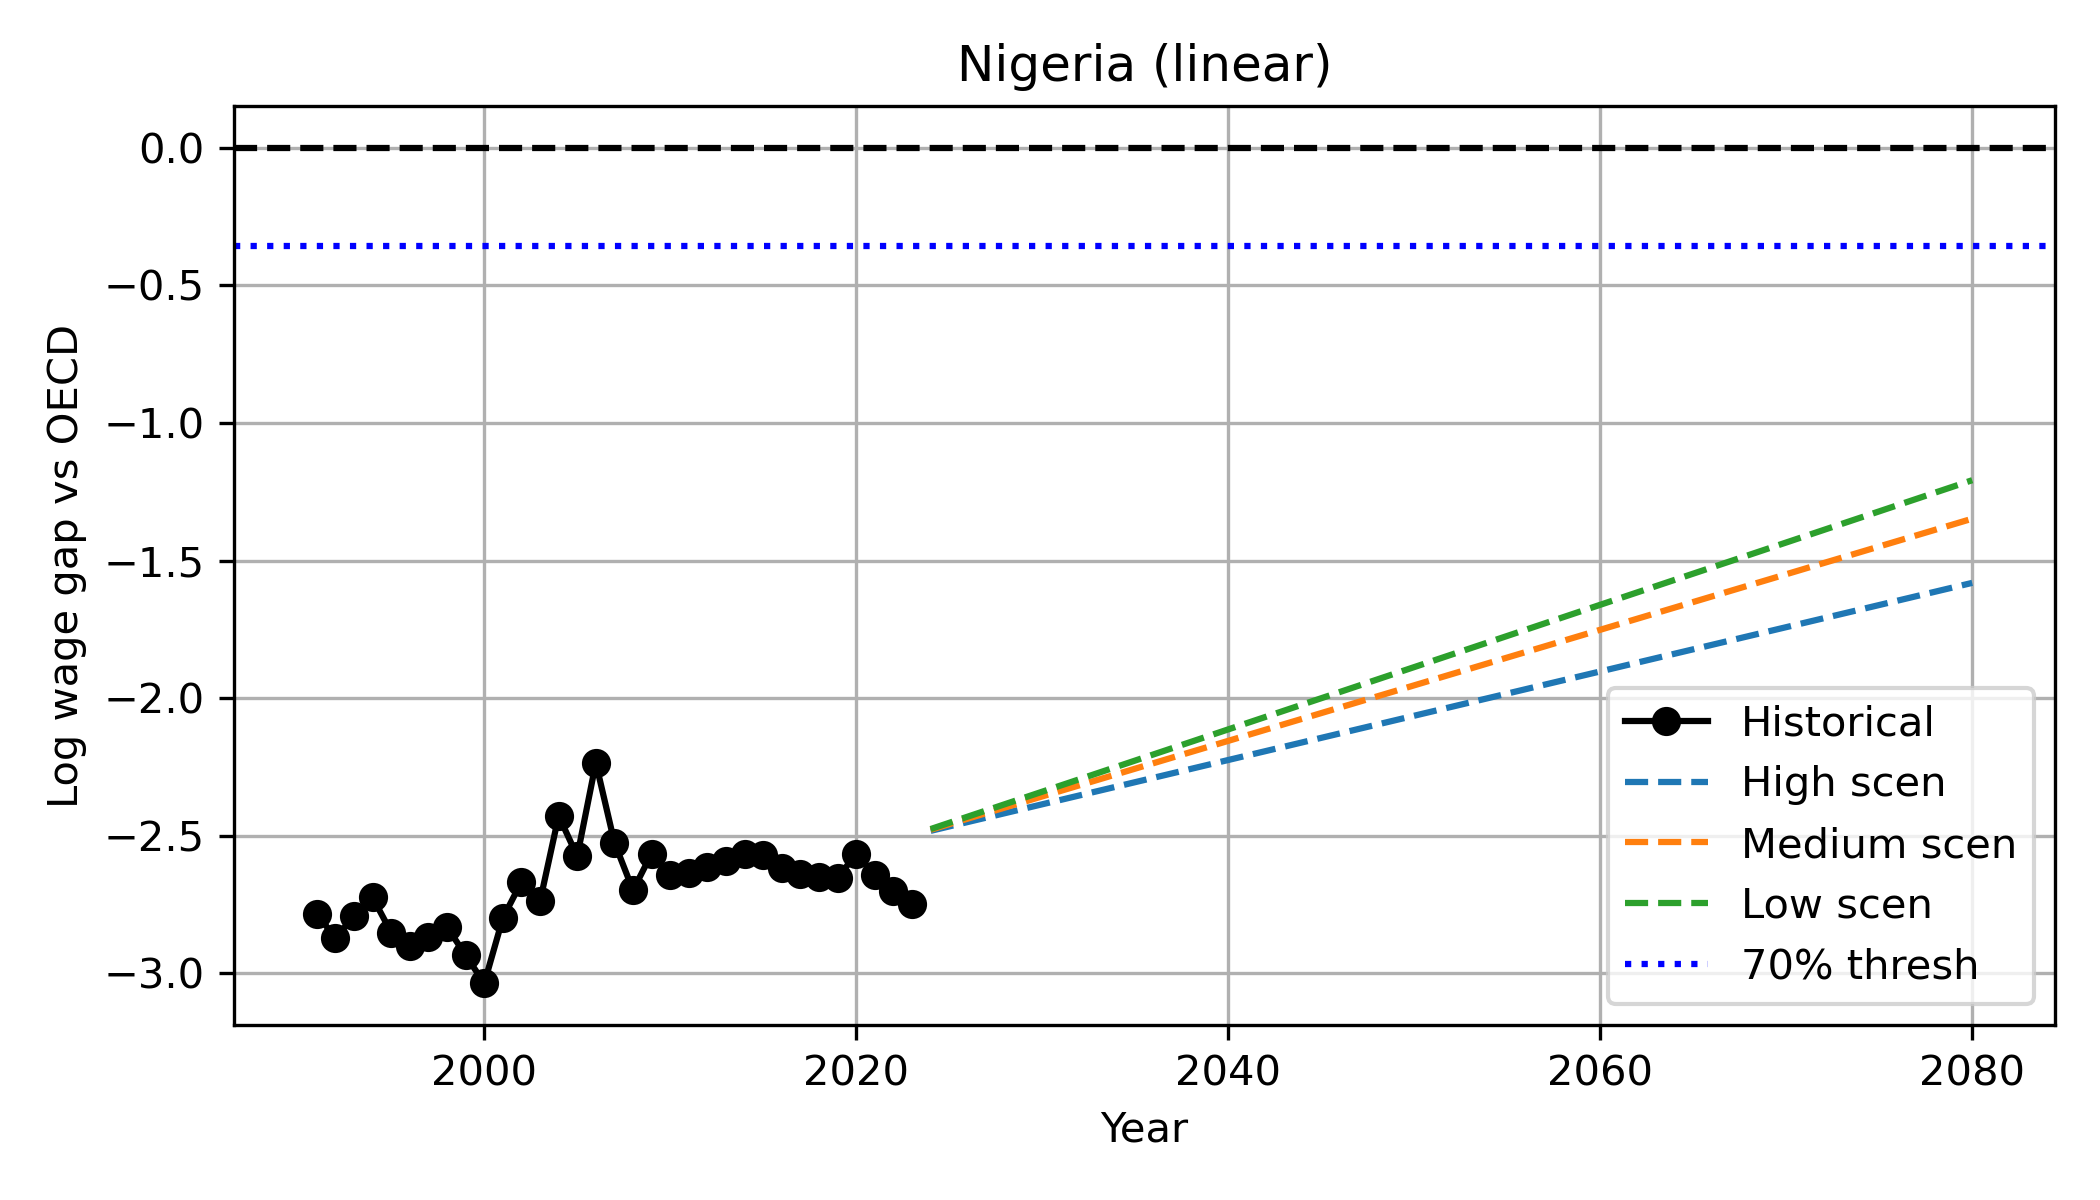 Nigeria (linear)
Log wage gap vs OECD
0.0
−0.5
−1.0
−1.5
−2.0
−2.5
−3.0
Historical
High scen
Medium scen
Low scen
70% thresh
2000
2020
2040
2060
2080
Year